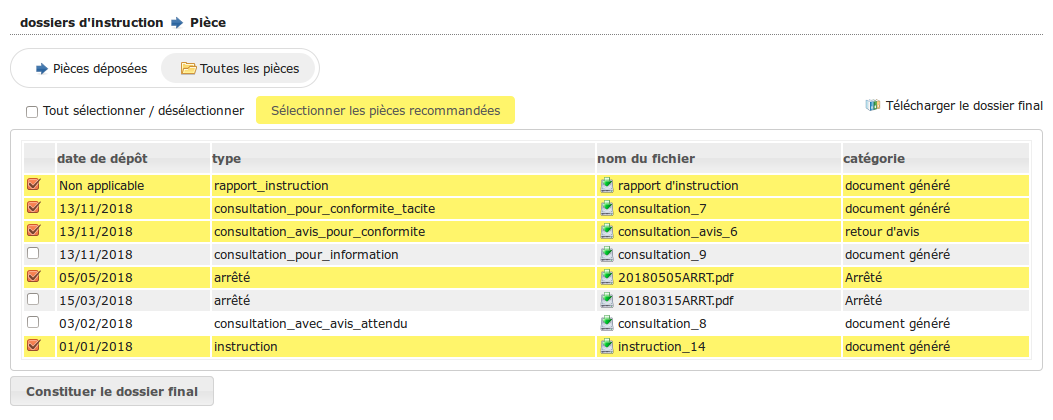 dossiers d'instruction Pièce
Pièces déposées Toutes les pièces
Tout sélectionner / désélectionner Sélectionner les pièces recommandées Télécharger le dossier final
date de dépôt type nom du fichier catégorie
Non applicable rapport_instruction rapport d'instruction document généré
13/11/2018 consultation_pour_conformite_tacite consultation_7 document généré
13/11/2018 consultation_avis_pour_conformite consultation_avis_6 retour d'avis
13/11/2018 consultation_pour_information consultation_9 document généré
05/05/2018 arrêté 20180505ARRT.pdf Arrêté
15/03/2018 arrêté 20180315ARRT.pdf Arrêté
03/02/2018 consultation_avec_avis_attendu consultation_8 document généré
01/01/2018 instruction instruction_14 document généré
Constituer le dossier final